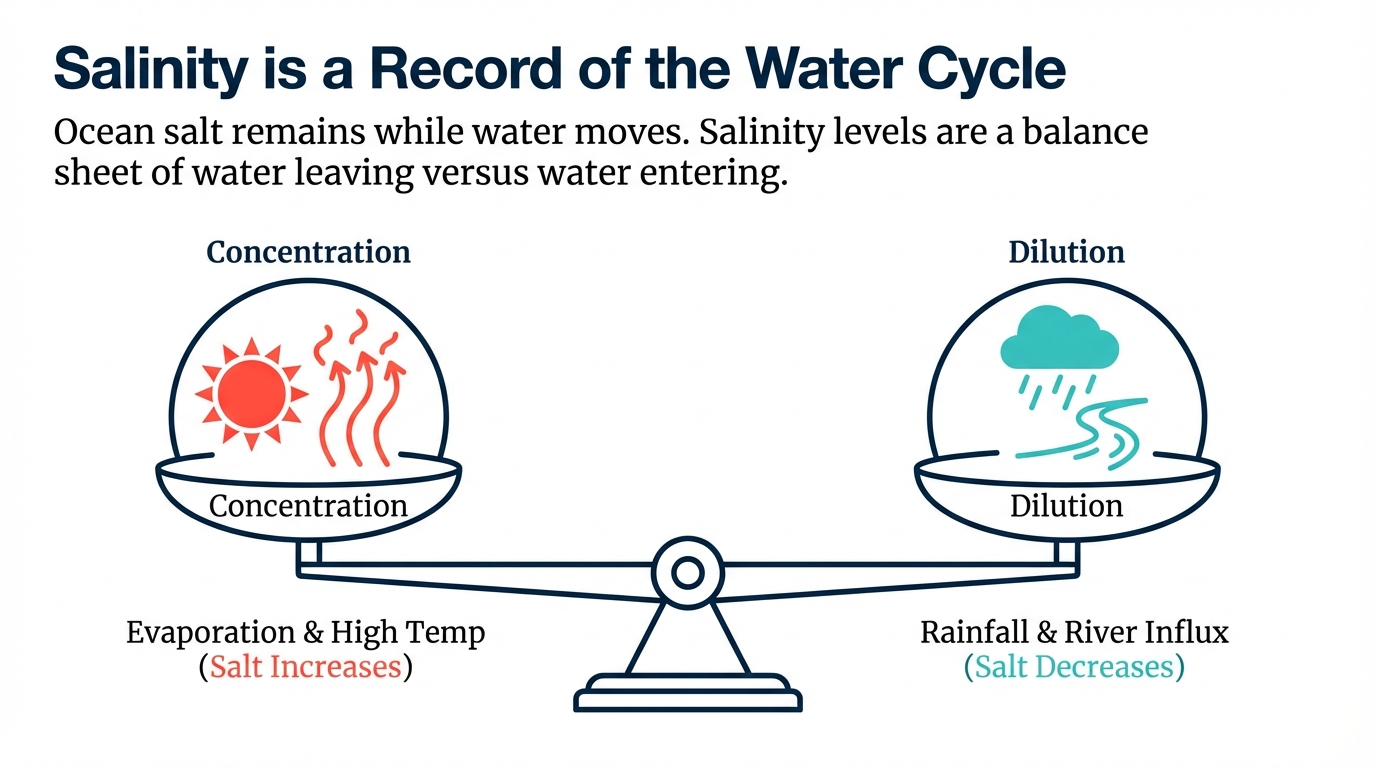 Salinity is a Record of the Water Cycle
Ocean salt remains while water moves. Salinity levels are a balance
sheet of water leaving versus water entering.
Concentration
Dilution
Concentration
Dilution
Evaporation & High Temp
(Salt Increases)
Rainfall & River Influx
(Salt Decreases)